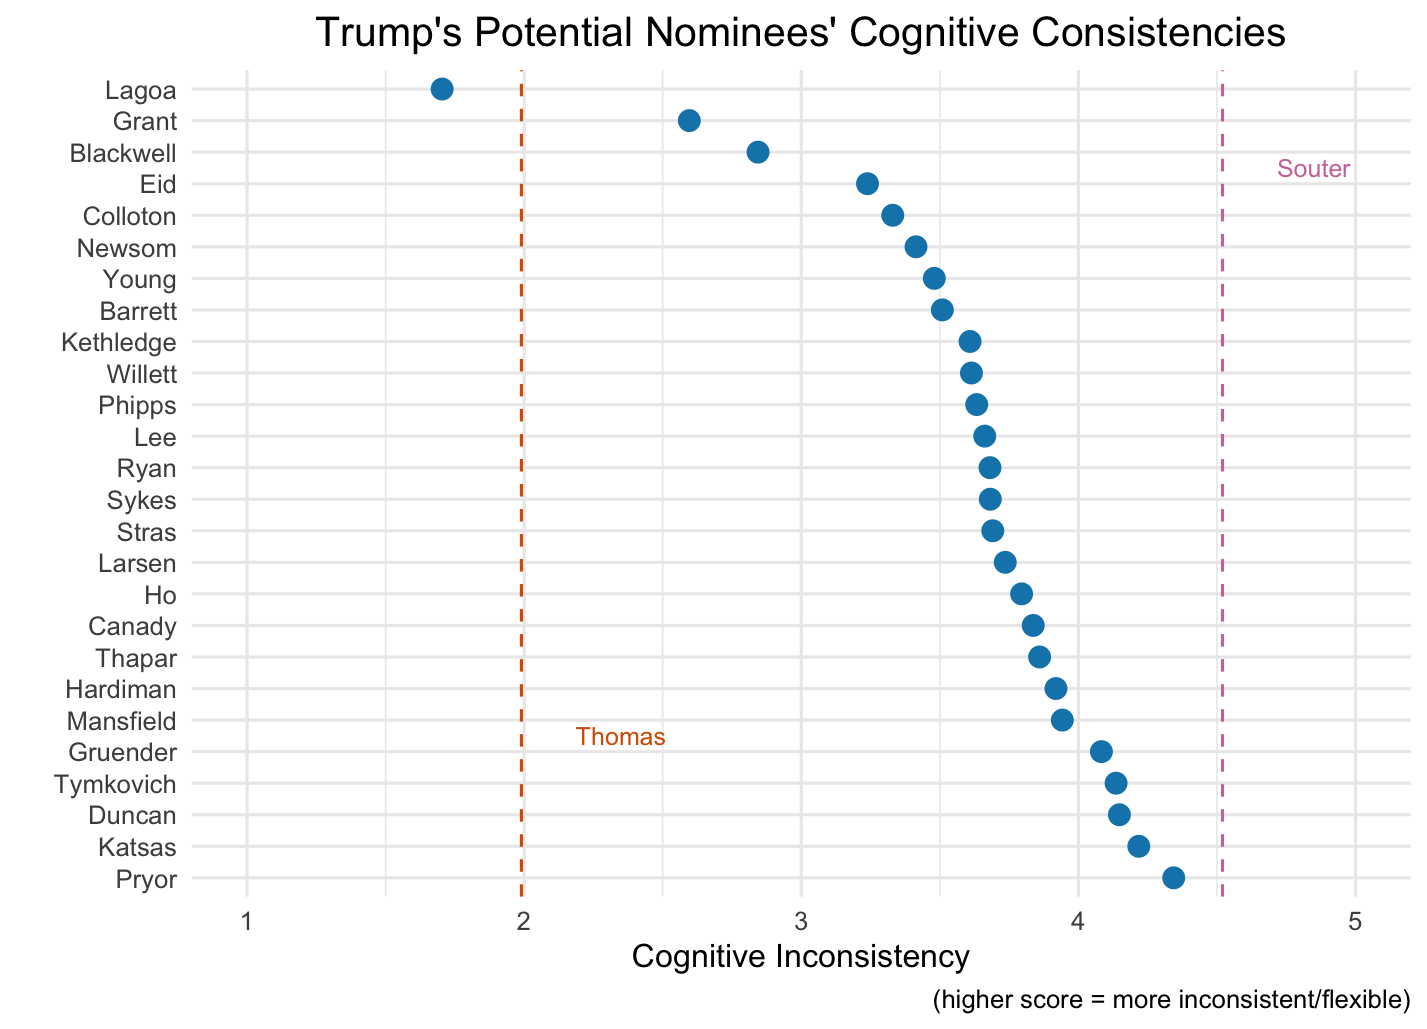 Trump's Potential Nominees' Cognitive Consistencies
Lagoa
Grant
Blackwell
Souter
Eid
Colloton
Newsom
Young
Barrett
Kethledge
Willett
Phipps
Lee
Ryan
Sykes
Stras
Larsen
Ho
Canady
Thapar
Hardiman
Mansfield
Thomas
Gruender
Tymkovich
Duncan
Katsas
Pryor
1 2 3 4 5
Cognitive Inconsistency
(higher score = more inconsistent/flexible)